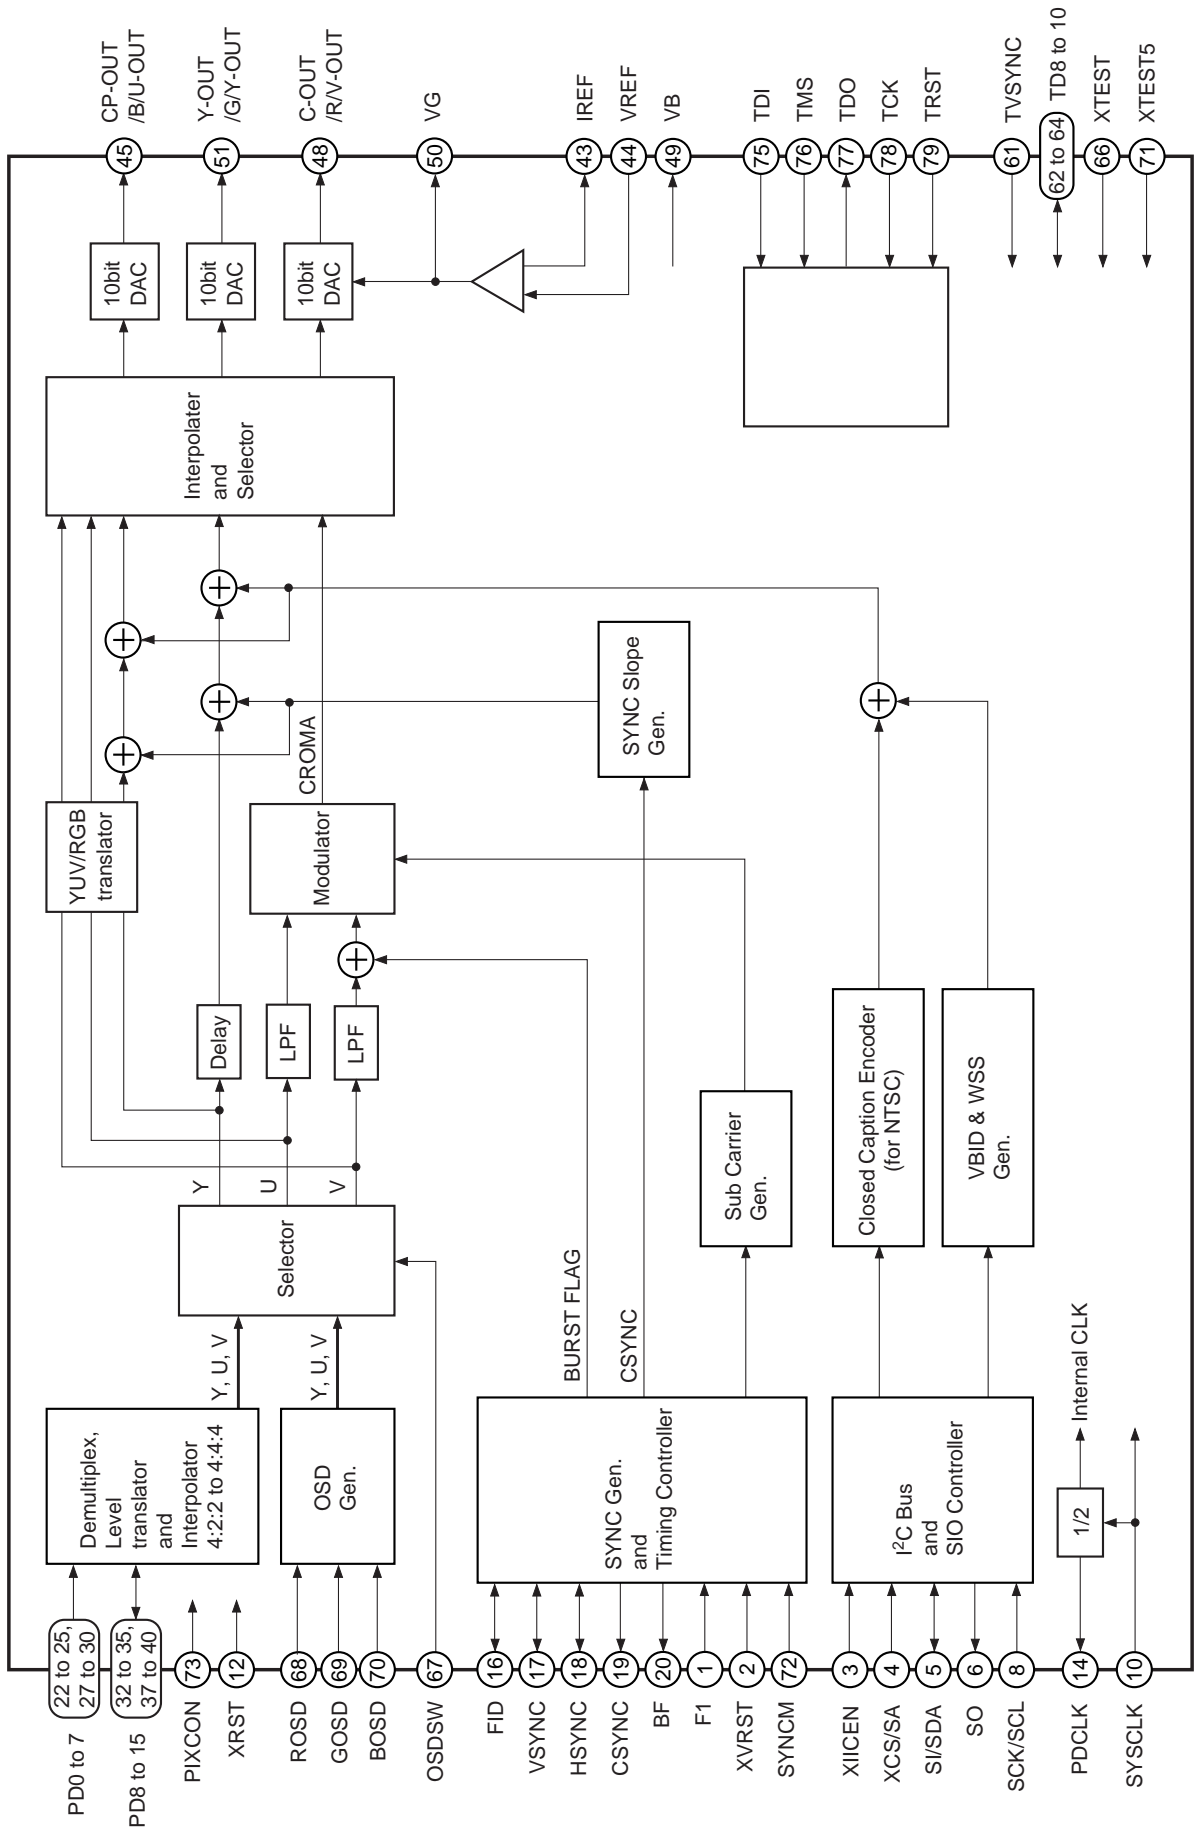 CP-OUT
/B/U-OUT
Y-OUT
/G/Y-OUT
C-OUT
/R/V-OUT
VG
IREF
VREF
VB
TDI
TMS
TDO
TCK
TRST
TVSYNC
TD8 to 10
XTEST
XTEST5
45
51
48
50
43
44
49
75
76
77
78
79
61
62 to 64
66
71
10bit
DAC
10bit
DAC
10bit
DAC
Interpolater
and
Selector
YUV/RGB
translator
CROMA
Modulator
SYNC Slope
Gen.
Delay
LPF
LPF
Sub Carrier
Gen.
Closed Caption Encoder
(for NTSC)
VBID & WSS
Gen.
Y
U
V
Selector
Y, U, V
Y, U, V
BURST FLAG
CSYNC
Demultiplex,
Level
translator
and
Interpolator
4:2:2 to 4:4:4
OSD
Gen.
SYNC Gen.
and
Timing Controller
I2C Bus
and
SIO Controller
1/2
Internal CLK
22 to 25,
27 to 30
32 to 35,
37 to 40
73
12
68
69
70
67
16
17
18
19
20
1
2
72
3
4
5
6
8
14
10
PD0 to 7
PD8 to 15
PIXCON
XRST
ROSD
GOSD
BOSD
OSDSW
FID
VSYNC
HSYNC
CSYNC
BF
F1
XVRST
SYNCM
XIICEN
XCS/SA
SI/SDA
SO
SCK/SCL
PDCLK
SYSCLK